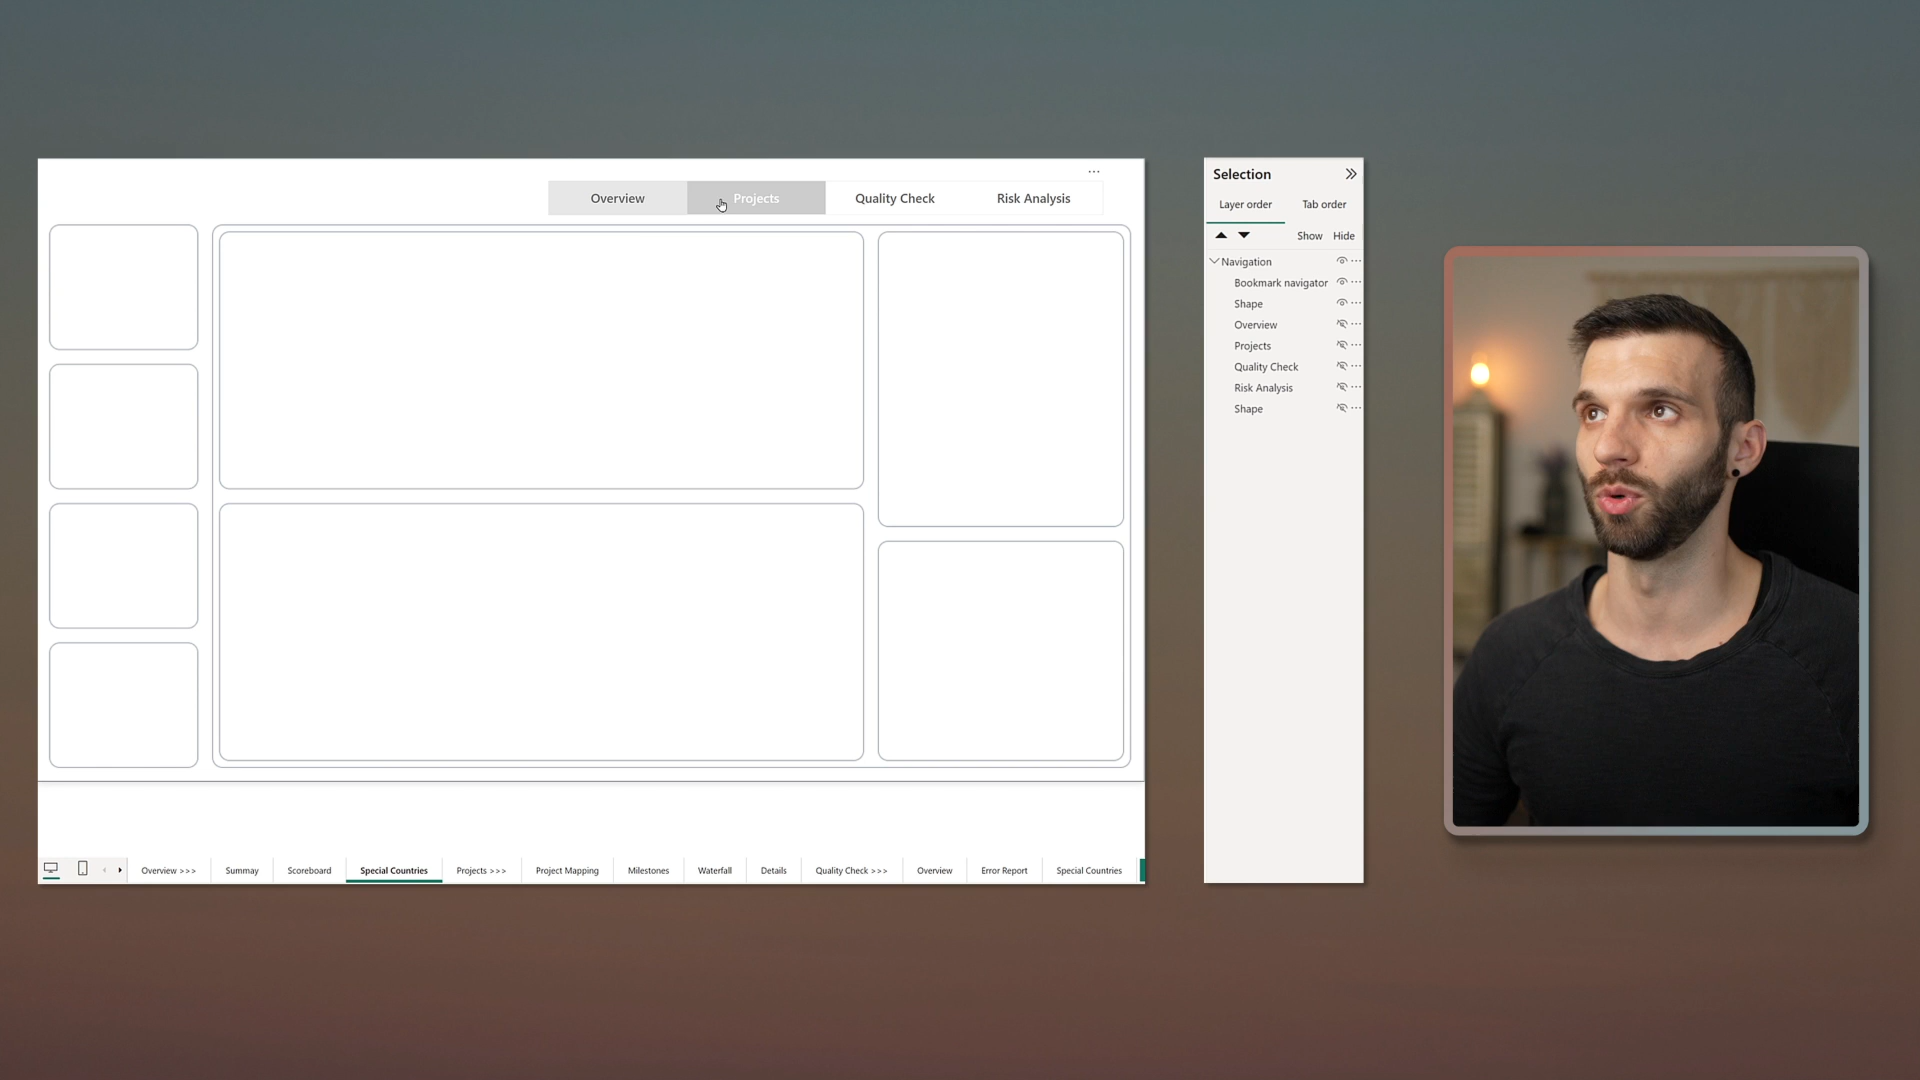 Overview Projects Quality Check Risk Analysis
Selection
Layer order Tab order
Show Hide
Navigation
Bookmark navigator
Shape
Overview
Projects
Quality Check
Risk Analysis
Shape
Overview >>> Summay Scoreboard Special Countries Projects >>> Project Mapping Milestones Waterfall Details Quality Check >>> Overview Error Report Special Countries